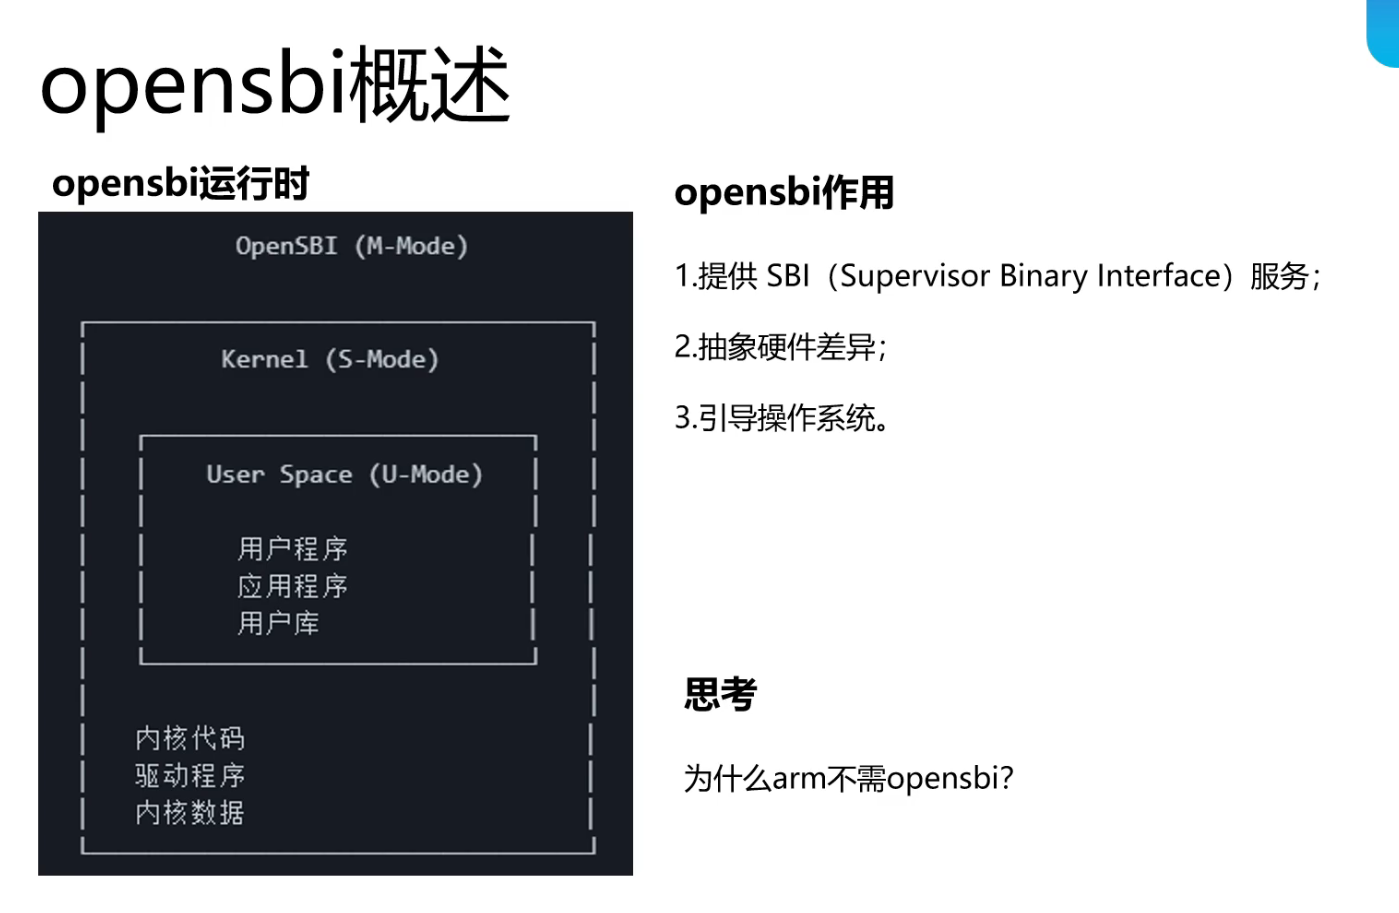 opensbi概述
opensbi运行时
OpenSBI (M-Mode)
Kernel (S-Mode)
User Space (U-Mode)
用户程序
应用程序
用户库
内核代码
驱动程序
内核数据
opensbi作用
1.提供 SBI（Supervisor Binary Interface）服务；
2.抽象硬件差异；
3.引导操作系统。
思考
为什么arm不需opensbi？